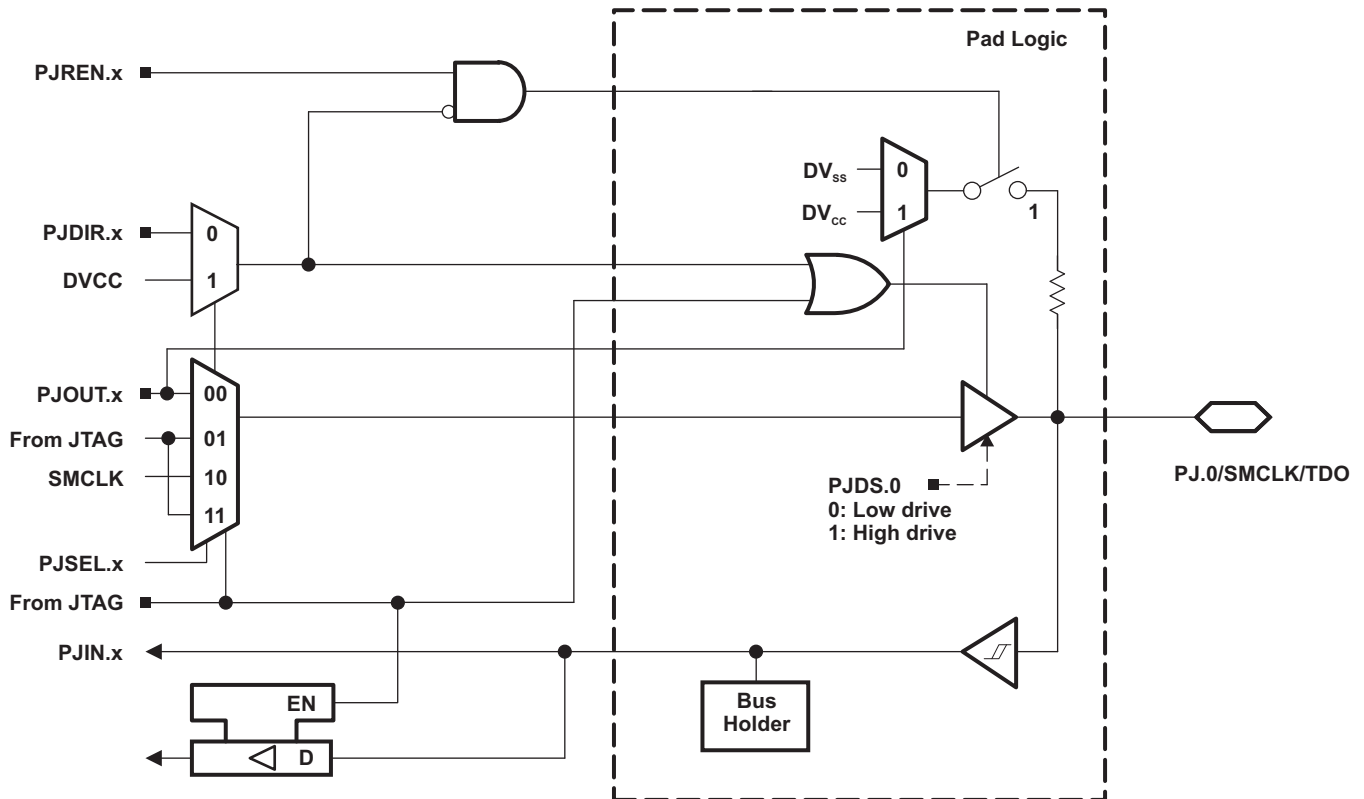 Pad Logic
PJREN.x
DVss
0
DVcc
1
1
PJDIR.x
0
DVCC
1
PJOUT.x
00
From JTAG
01
SMCLK
10
11
PJSEL.x
From JTAG
PJDS.0
0: Low drive
1: High drive
PJ.0/SMCLK/TDO
PJIN.x
Bus
Holder
EN
D